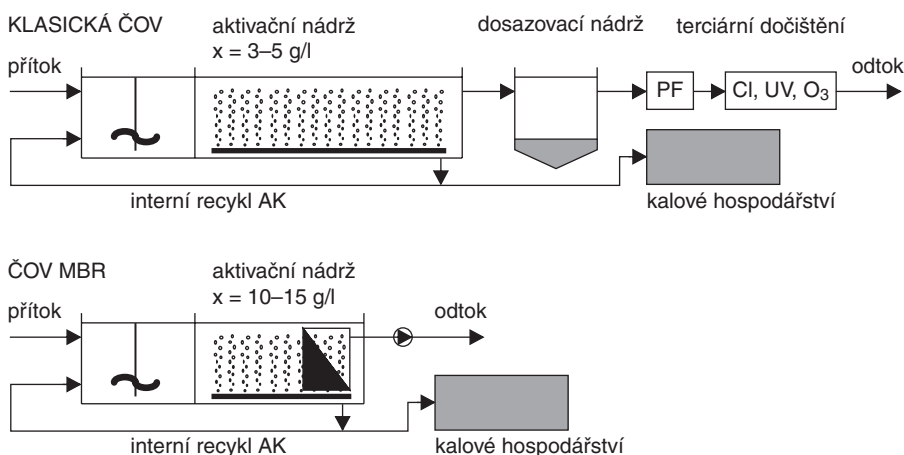 KLASICKÁ ČOV
aktivační nádrž
x = 3–5 g/l
dosazovací nádrž
terciární dočištění
přítok
odtok
PF
Cl, UV, O₃
interní recykl AK
kalové hospodářství
ČOV MBR
aktivační nádrž
x = 10–15 g/l
přítok
odtok
interní recykl AK
kalové hospodářství